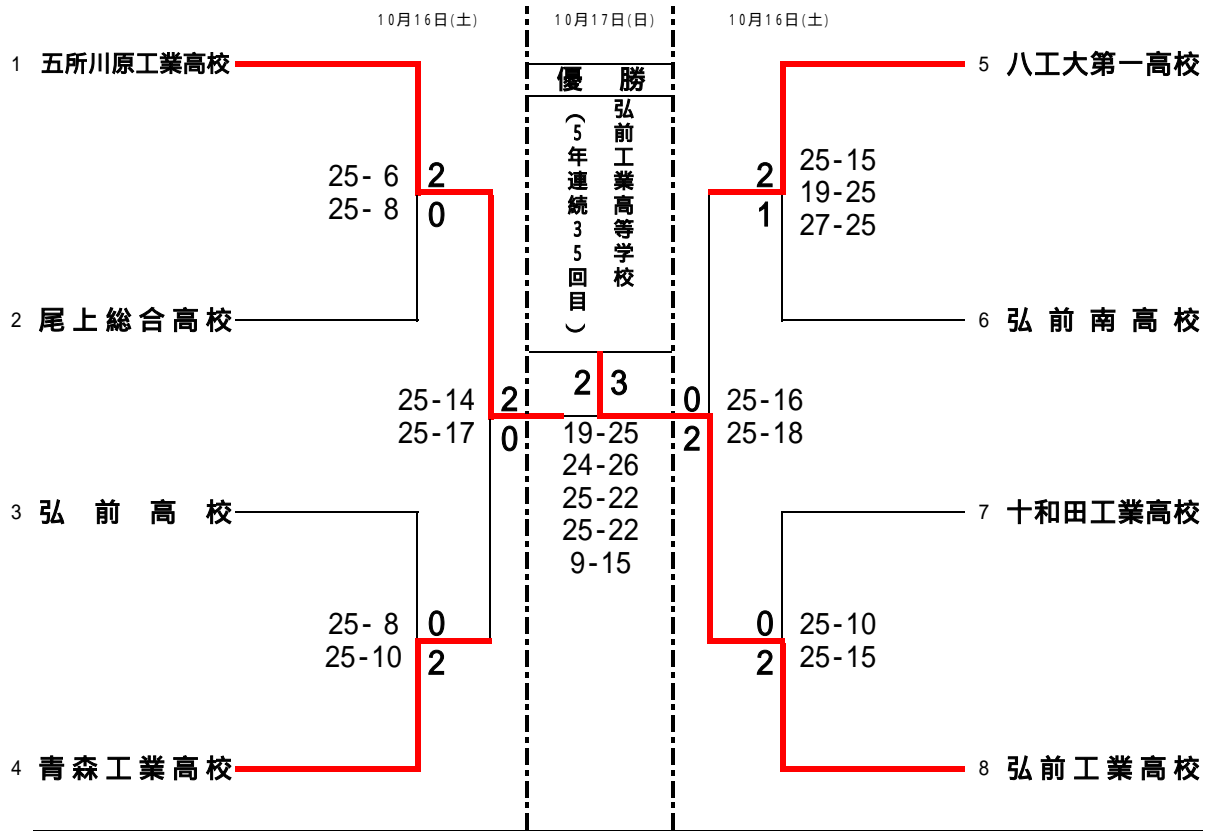 10月16日(土)
10月17日(日)
10月16日(土)
1 五所川原工業高校
5 八工大第一高校
優勝
弘前工業高等学校
(5年連続35回目)
25- 6
25- 8
2
0
2
1
25-15
19-25
27-25
2 尾上総合高校
6 弘前南高校
25-14
25-17
2
0
2 3
19-25
24-26
25-22
25-22
9-15
0
2
25-16
25-18
3 弘前高校
7 十和田工業高校
25- 8
25-10
0
2
0
2
25-10
25-15
4 青森工業高校
8 弘前工業高校